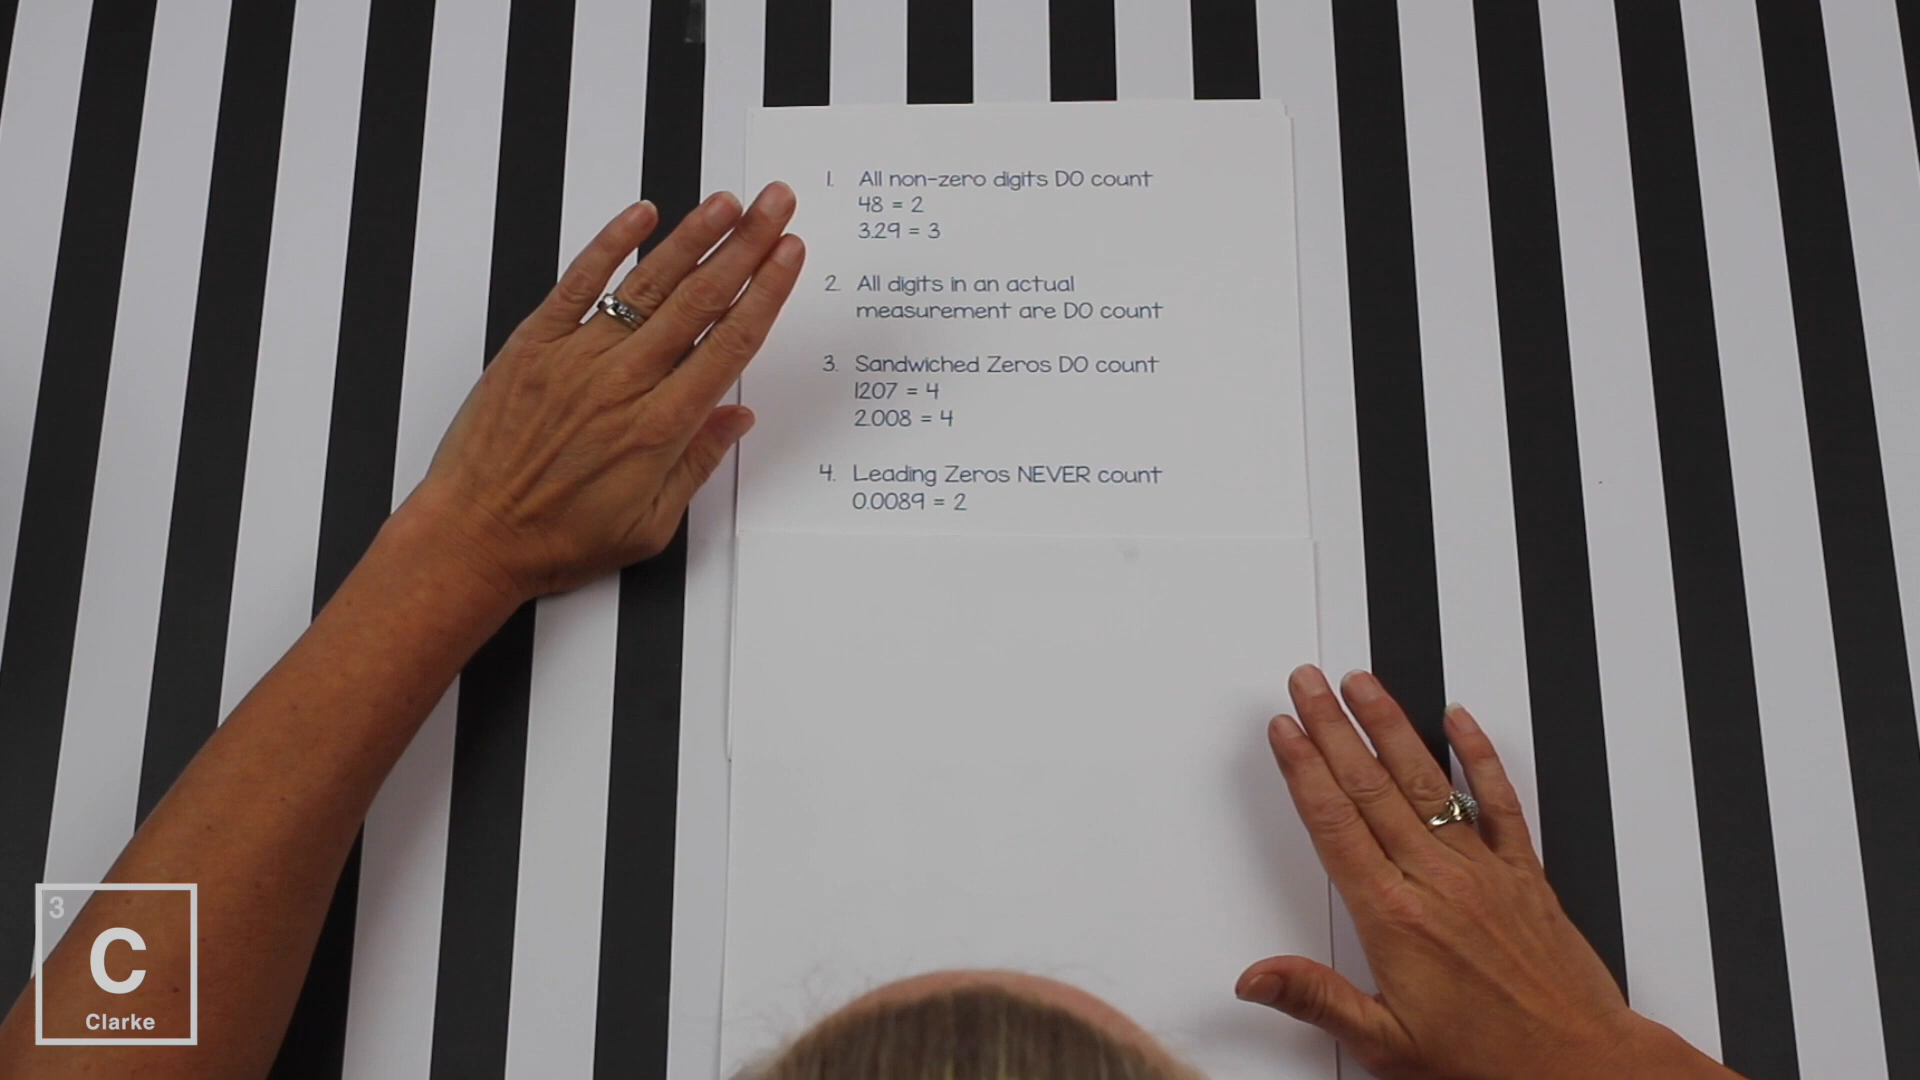 1. All non-zero digits DO count
48 = 2
3.29 = 3
2. All digits in an actual
measurement are DO count
3. Sandwiched Zeros DO count
1207 = 4
2.008 = 4
4. Leading Zeros NEVER count
0.0089 = 2
3
C
Clarke